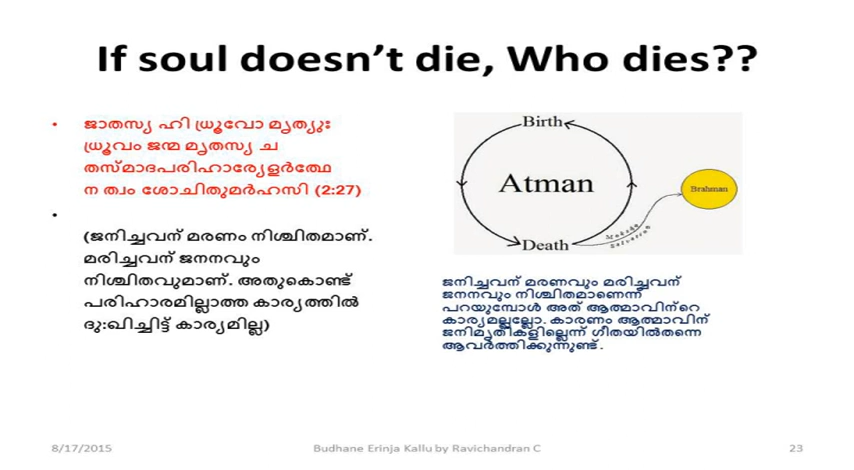 If soul doesn't die, Who dies??
• ജാതസ്യ ഹി ധ്രുവോ മൃത്യുഃ
ധ്രുവം ജന്മ മൃതസ്യ ച
തസ്മാദപരിഹാര്യേളർത്ഥേ
ന ത്വം ശോചിതുമർഹസി (2:27)
•
(ജനിച്ചവന് മരണം നിശ്ചിതമാണ്.
മരിച്ചവന് ജനനവും
നിശ്ചിതവുമാണ്. അതുകൊണ്ട്
പരിഹാരമില്ലാത്ത കാര്യത്തിൽ
ദു:ഖിച്ചിട്ട് കാര്യമില്ല)
Birth
Atman
Brahman
Death
Moksha
Salvation
ജനിച്ചവന് മരണവും മരിച്ചവന്
ജനനവും നിശ്ചിതമാണെന്ന്
പറയുമ്പോൾ അത് ആത്മാവിന്റെ
കാര്യമല്ലല്ലോ. കാരണം ആത്മാവിന്
ജനിമൃതികളില്ലെന്ന് ഗീതയിൽതന്നെ
ആവർത്തിക്കുന്നുണ്ട്.
8/17/2015
Budhane Erinja Kallu by Ravichandran C
23